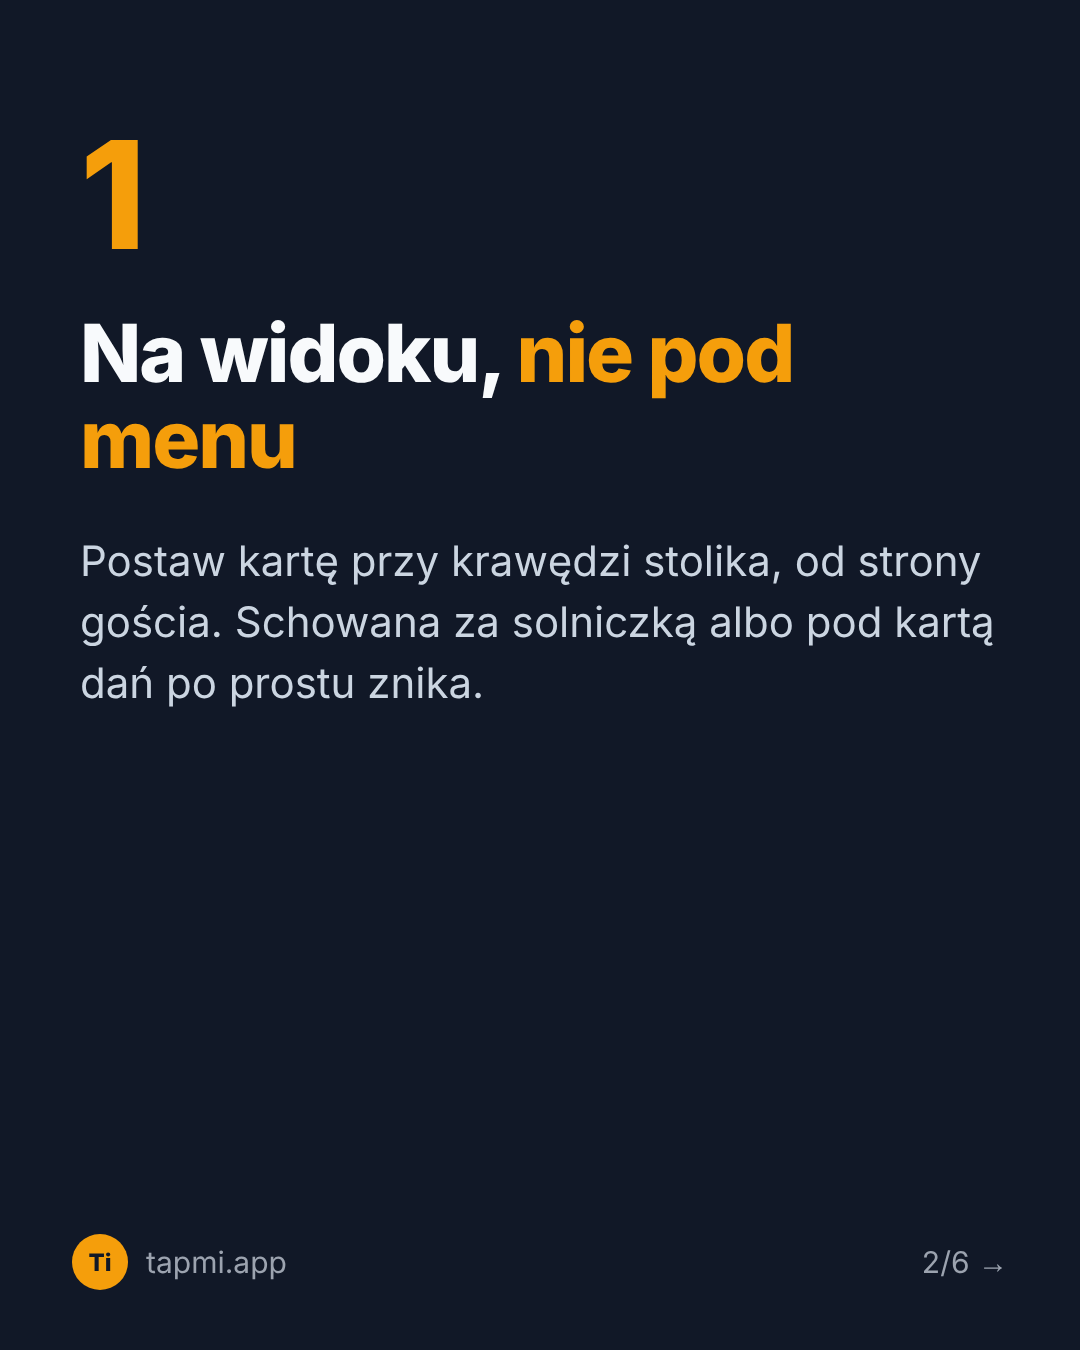 1
Na widoku, nie pod
menu
Postaw kartę przy krawędzi stolika, od strony
gościa. Schowana za solniczką albo pod kartą
dań po prostu znika.
Ti tapmi.app 2/6 →